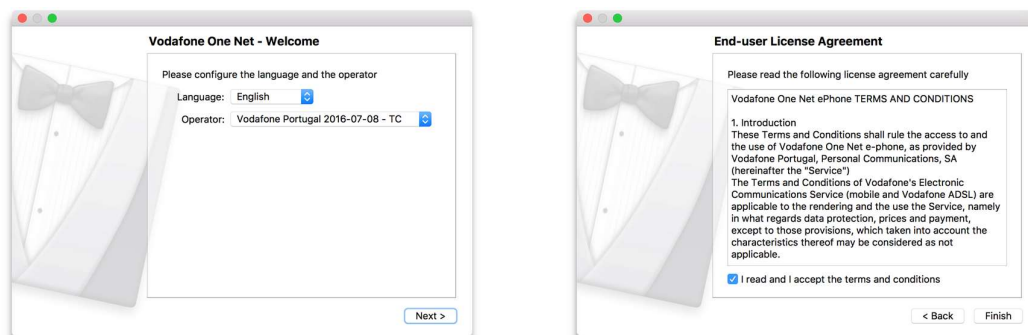 Vodafone One Net - Welcome
Please configure the language and the operator
Language: English
Operator: Vodafone Portugal 2016-07-08 - TC
Next >
End-user License Agreement
Please read the following license agreement carefully
Vodafone One Net ePhone TERMS AND CONDITIONS
1. Introduction
These Terms and Conditions shall rule the access to and
the use of Vodafone One Net e-phone, as provided by
Vodafone Portugal, Personal Communications, SA
(hereinafter the "Service")
The Terms and Conditions of Vodafone's Electronic
Communications Service (mobile and Vodafone ADSL) are
applicable to the rendering and the use the Service, namely
in what regards data protection, prices and payment,
except to those provisions, which taken into account the
characteristics thereof may be considered as not
applicable.
I read and I accept the terms and conditions
< Back Finish